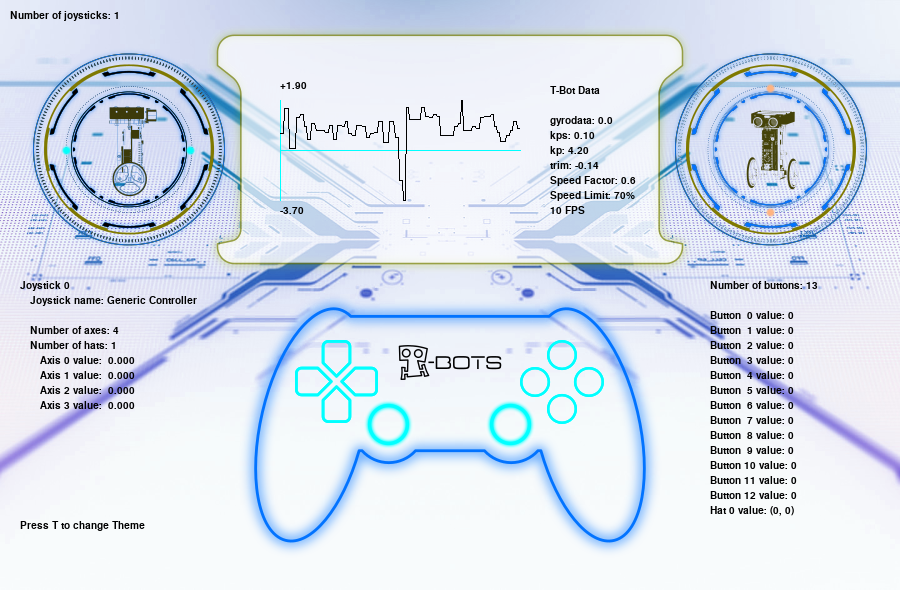 Number of joysticks: 1
+1.90
-3.70
T-Bot Data
gyrodata: 0.0
kps: 0.10
kp: 4.20
trim: -0.14
Speed Factor: 0.6
Speed Limit: 70%
10 FPS
Joystick 0
Joystick name: Generic Controller
Number of axes: 4
Number of hats: 1
Axis 0 value: 0.000
Axis 1 value: 0.000
Axis 2 value: 0.000
Axis 3 value: 0.000
T-BOTS
Number of buttons: 13
Button 0 value: 0
Button 1 value: 0
Button 2 value: 0
Button 3 value: 0
Button 4 value: 0
Button 5 value: 0
Button 6 value: 0
Button 7 value: 0
Button 8 value: 0
Button 9 value: 0
Button 10 value: 0
Button 11 value: 0
Button 12 value: 0
Hat 0 value: (0, 0)
Press T to change Theme